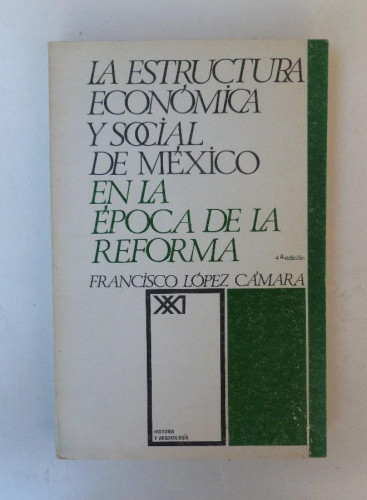 LA ESTRUCTURA
ECONÓMICA
Y SOCIAL
DE MÉXICO
EN LA
ÉPOCA DE LA
REFORMA
4ª edición
FRANCISCO LÓPEZ CÁMARA
XXI
HISTORIA
Y ARQUEOLOGÍA